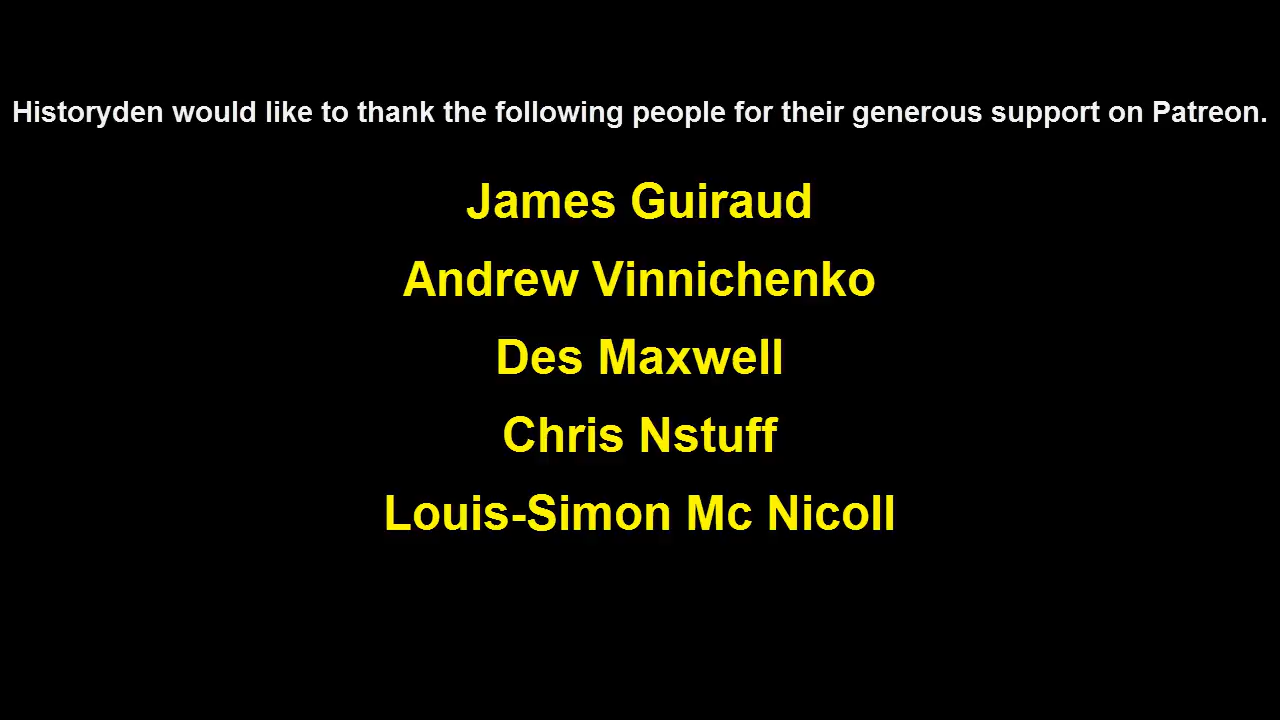 Historyden would like to thank the following people for their generous support on Patreon.
James Guiraud
Andrew Vinnichenko
Des Maxwell
Chris Nstuff
Louis-Simon Mc Nicoll